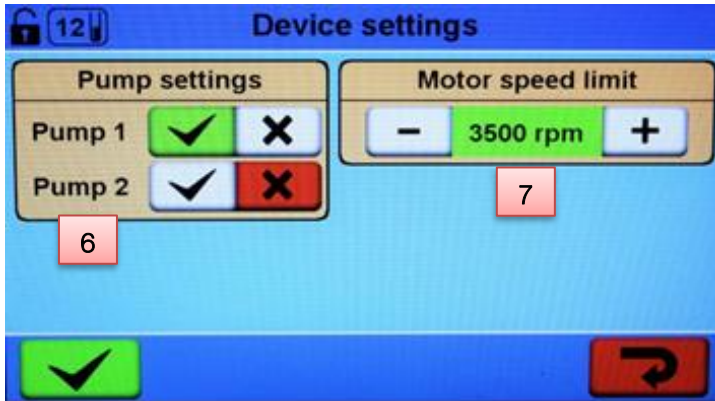 12
Device settings
Pump settings
Pump 1
Pump 2
6
Motor speed limit
3500 rpm
7